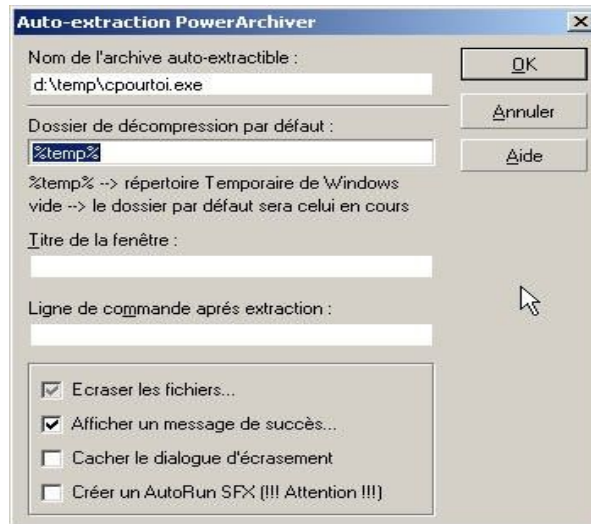 Auto-extraction PowerArchiver
Nom de l'archive auto-extractible :
d:\temp\cpourtoi.exe
OK
Annuler
Dossier de décompression par défaut :
%temp%
Aide
%temp% --> répertoire Temporaire de Windows
vide --> le dossier par défaut sera celui en cours
Titre de la fenêtre :
Ligne de commande aprés extraction :
Ecraser les fichiers...
Afficher un message de succès...
Cacher le dialogue d'écrasement
Créer un AutoRun SFX (!!! Attention !!!)